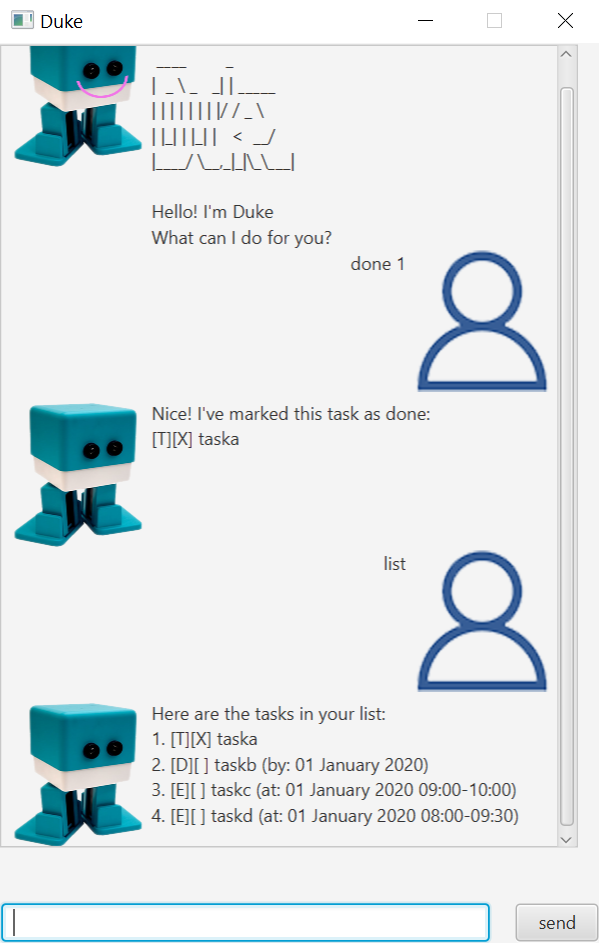 Duke
 ____        _
|  _ \ _   _| | _____
| | | | | | | |/ / _ \
| |_| | |_| |   <  __/
|____/ \__,_|_|\_\___|
Hello! I'm Duke
What can I do for you?
done 1
Nice! I've marked this task as done:
[T][X] taska
list
Here are the tasks in your list:
1. [T][X] taska
2. [D][ ] taskb (by: 01 January 2020)
3. [E][ ] taskc (at: 01 January 2020 09:00-10:00)
4. [E][ ] taskd (at: 01 January 2020 08:00-09:30)
send